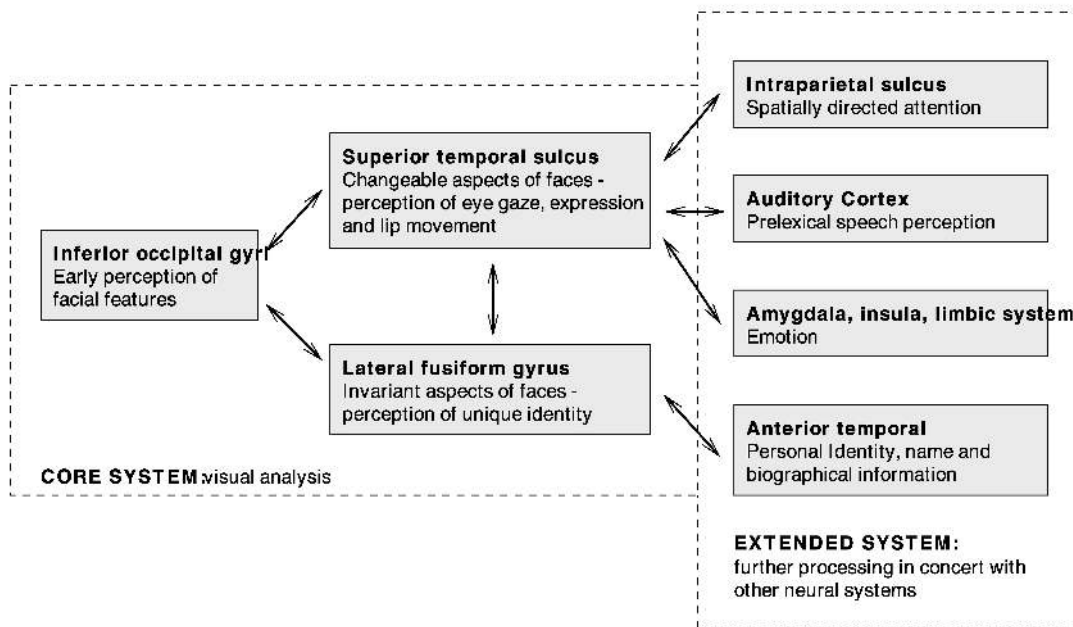 Inferior occipital gyri
Early perception of
facial features
Superior temporal sulcus
Changeable aspects of faces -
perception of eye gaze, expression
and lip movement
Lateral fusiform gyrus
Invariant aspects of faces -
perception of unique identity
CORE SYSTEM:visual analysis
Intraparietal sulcus
Spatially directed attention
Auditory Cortex
Prelexical speech perception
Amygdala, insula, limbic system
Emotion
Anterior temporal
Personal Identity, name and
biographical information
EXTENDED SYSTEM:
further processing in concert with
other neural systems